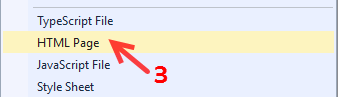 TypeScript File
HTML Page
3
JavaScript File
Style Sheet